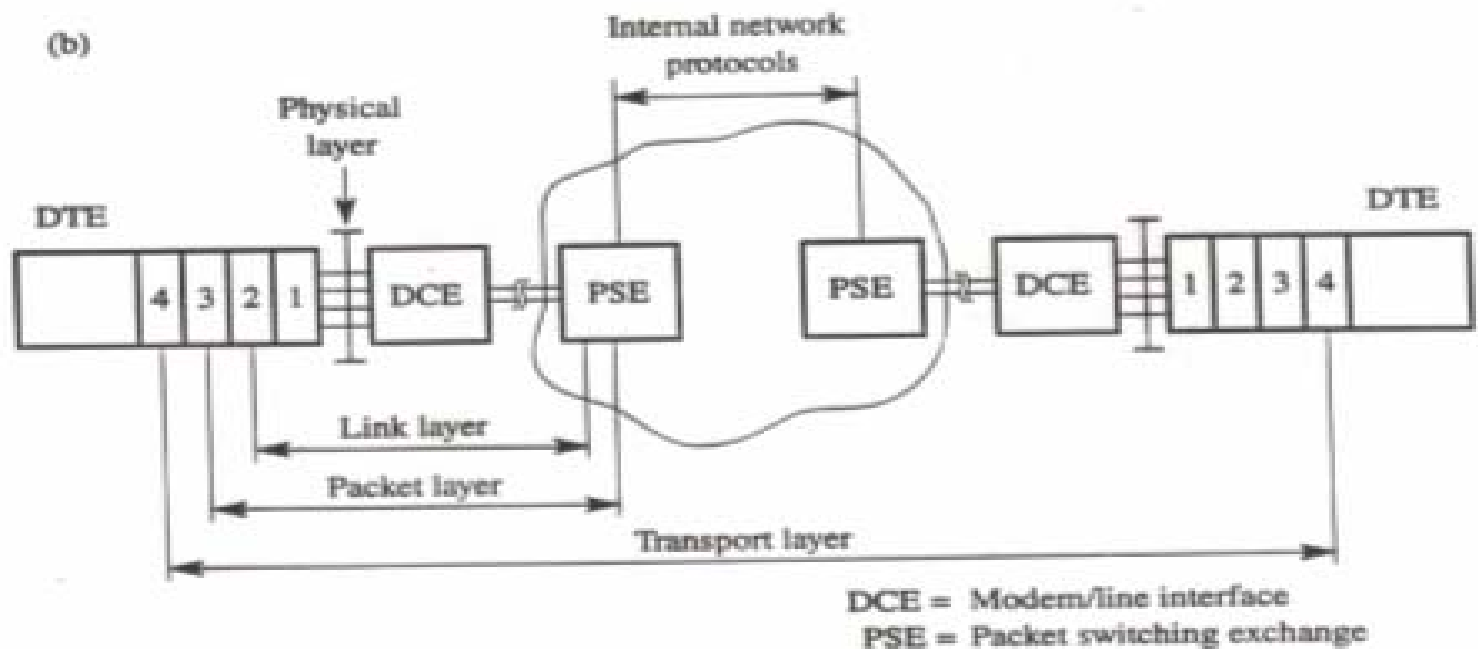 (b)
Internal network
protocols
Physical
layer
DTE
DTE
4 3 2 1
DCE
PSE
PSE
DCE
1 2 3 4
Link layer
Packet layer
Transport layer
DCE = Modem/line interface
PSE = Packet switching exchange